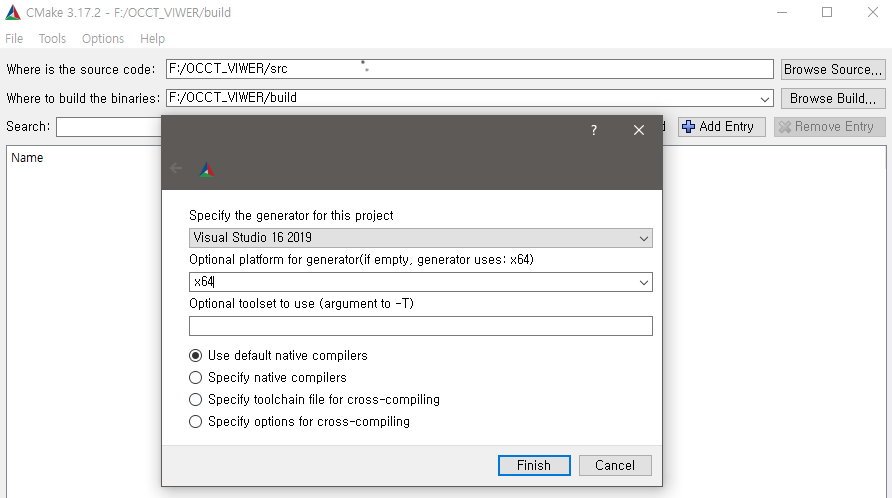 CMake 3.17.2 - F:/OCCT_VIWER/build
File Tools Options Help
Where is the source code: F:/OCCT_VIWER/src Browse Source...
Where to build the binaries: F:/OCCT_VIWER/build Browse Build...
Search: Add Entry Remove Entry
Name
?
Specify the generator for this project
Visual Studio 16 2019
Optional platform for generator(if empty, generator uses: x64)
x64
Optional toolset to use (argument to -T)
Use default native compilers
Specify native compilers
Specify toolchain file for cross-compiling
Specify options for cross-compiling
Finish Cancel